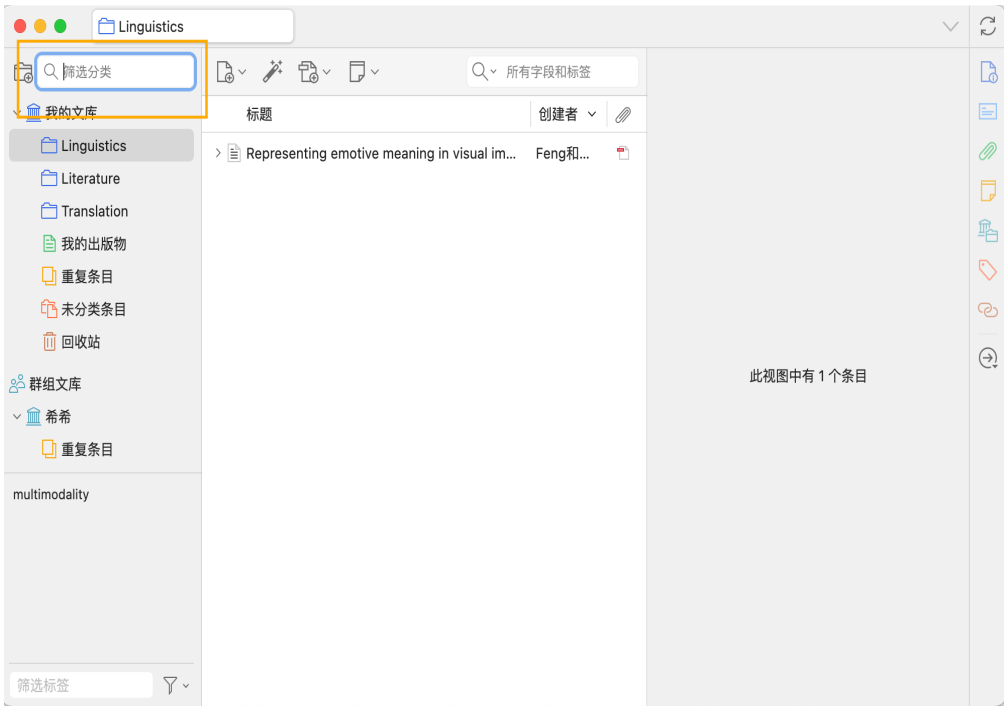 Linguistics
筛选分类
所有字段和标签
我的文库
标题
创建者
Linguistics
Representing emotive meaning in visual im...
Feng和...
Literature
Translation
我的出版物
重复条目
未分类条目
回收站
此视图中有 1 个条目
群组文库
希希
重复条目
multimodality
筛选标签